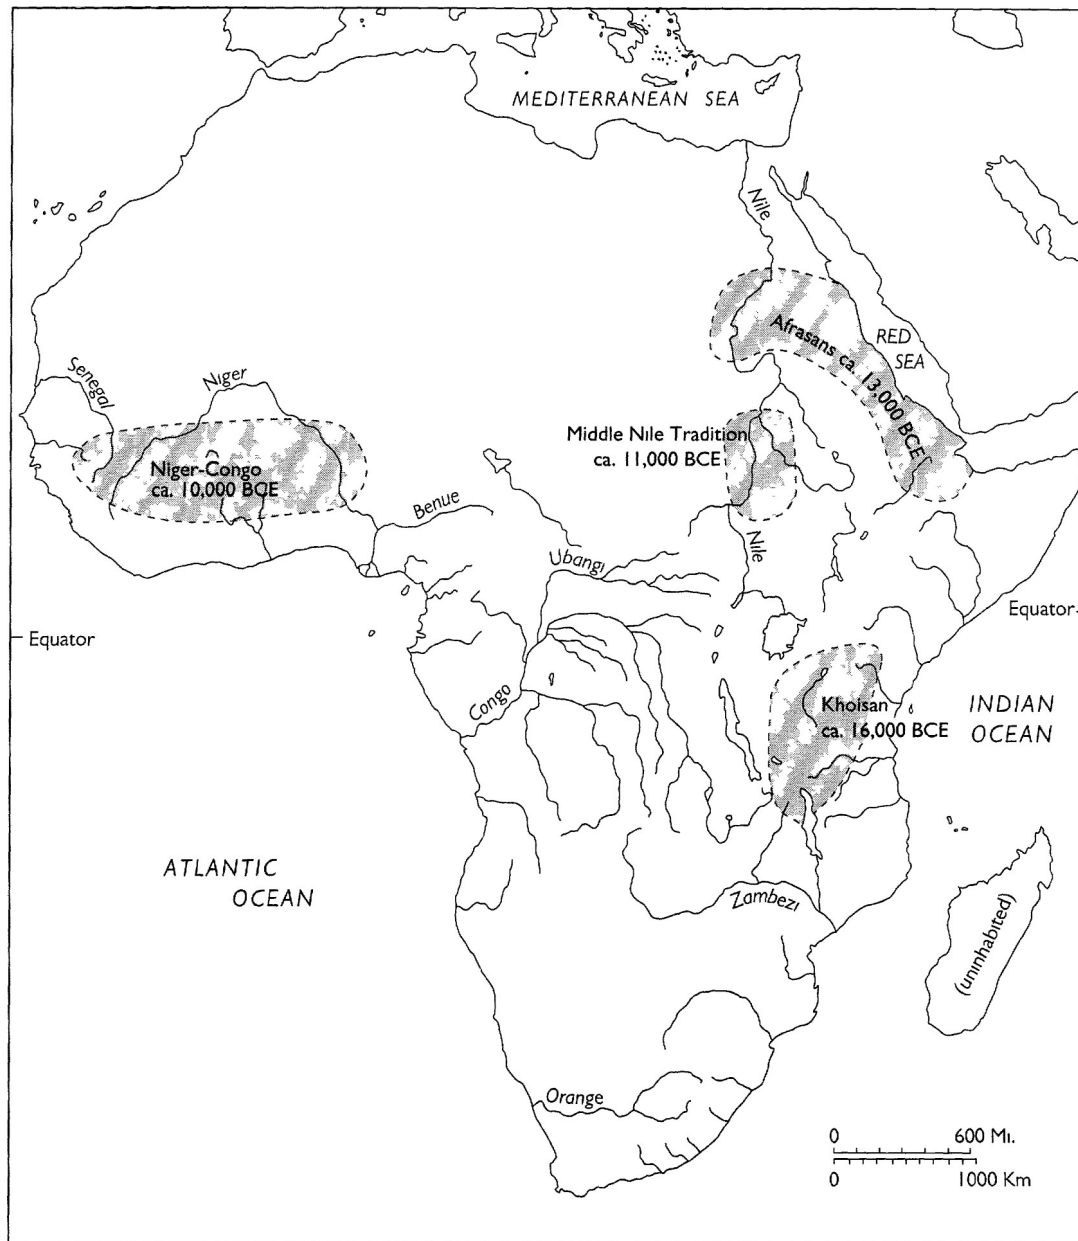 MEDITERRANEAN SEA
Nile
RED
SEA
Afrasans ca. 13,000 BCE
Senegal
Niger
Niger-Congo
ca. 10,000 BCE
Middle Nile Tradition
ca. 11,000 BCE
Benue
Nile
Ubangi
Equator
Equator
Congo
Khoisan
ca. 16,000 BCE
INDIAN
OCEAN
ATLANTIC
OCEAN
Zambezi
(uninhabited)
Orange
0 600 MI.
0 1000 Km